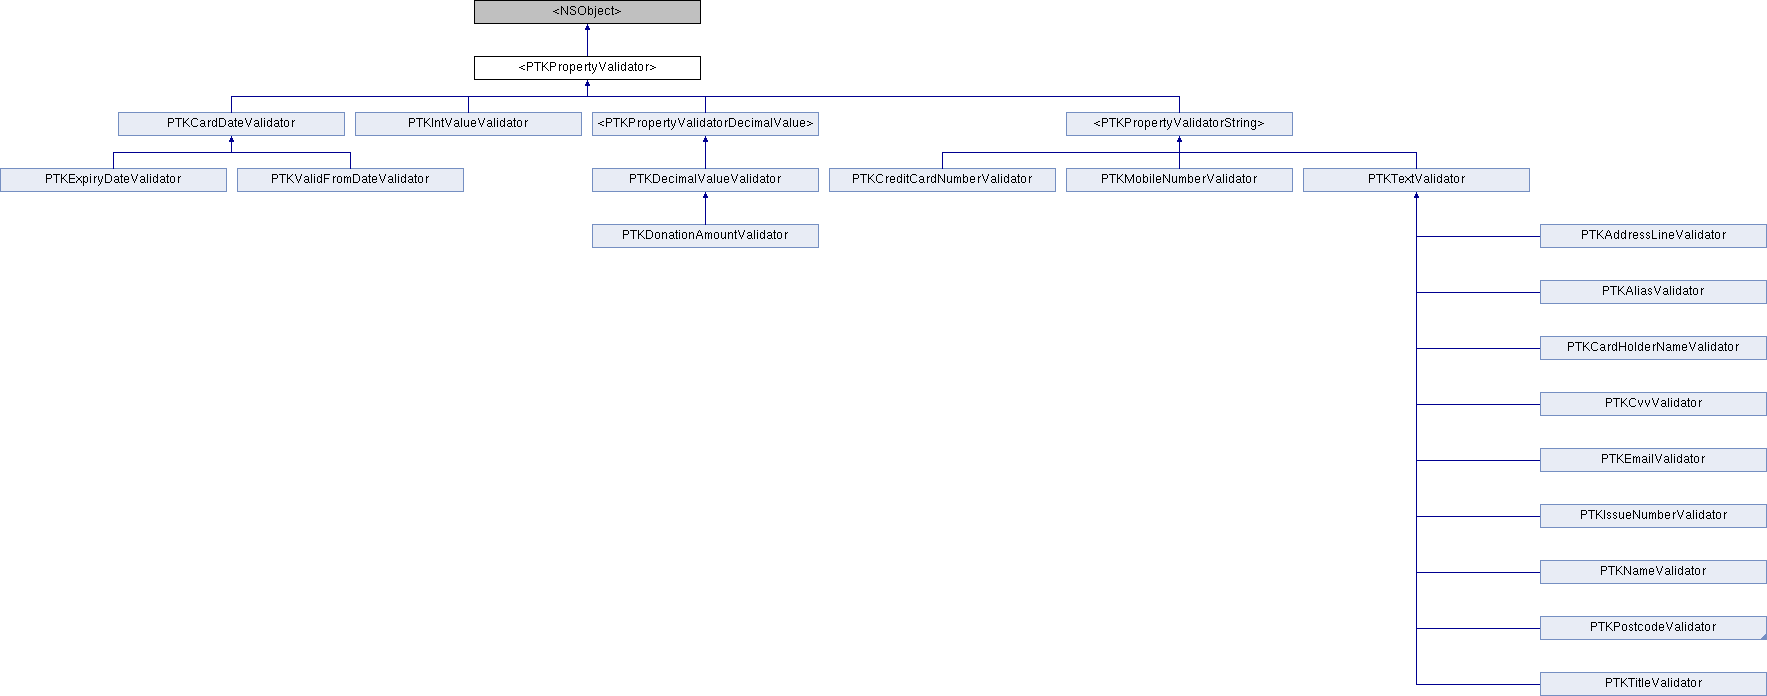 <NSObject>
<PTKPropertyValidator>
PTKCardDateValidator
PTKIntValueValidator
<PTKPropertyValidatorDecimalValue>
<PTKPropertyValidatorString>
PTKExpiryDateValidator
PTKValidFromDateValidator
PTKDecimalValueValidator
PTKCreditCardNumberValidator
PTKMobileNumberValidator
PTKTextValidator
PTKDonationAmountValidator
PTKAddressLineValidator
PTKAliasValidator
PTKCardHolderNameValidator
PTKCvvValidator
PTKEmailValidator
PTKIssueNumberValidator
PTKNameValidator
PTKPostcodeValidator
PTKTitleValidator